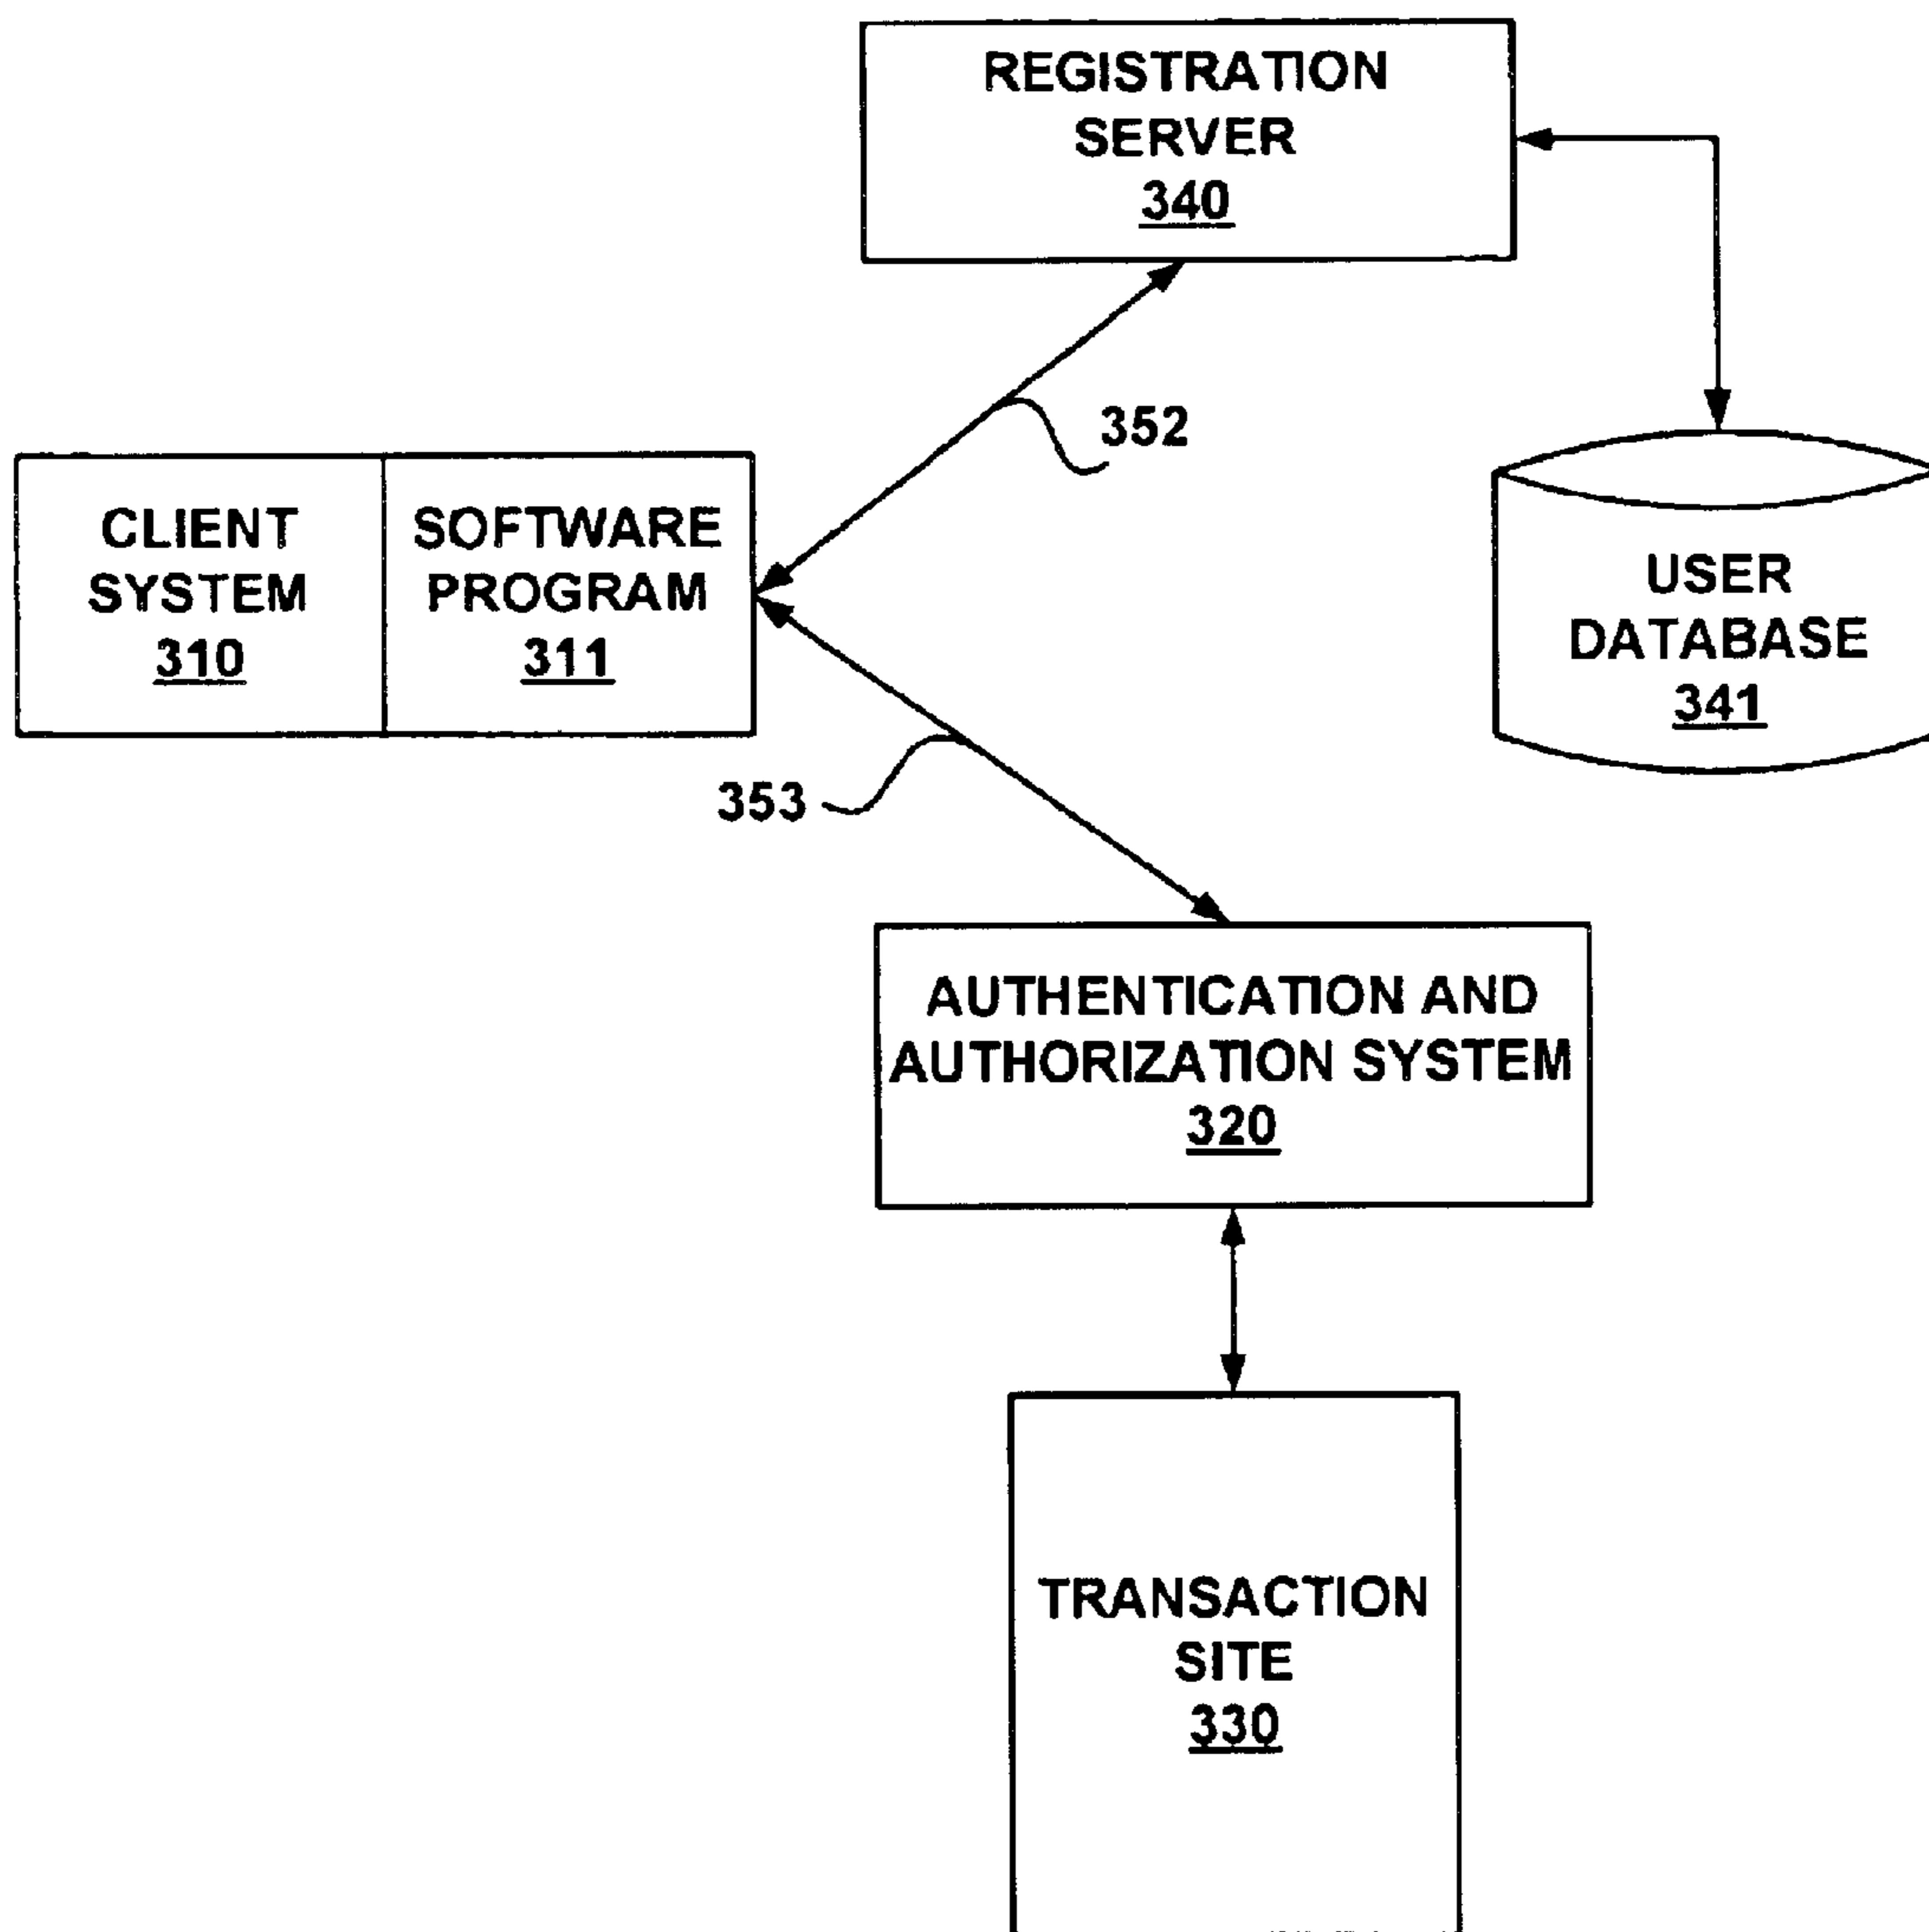 REGISTRATION
SERVER
340
352
CLIENT
SYSTEM
310
SOFTWARE
PROGRAM
311
USER
DATABASE
341
353
AUTHENTICATION AND
AUTHORIZATION SYSTEM
320
TRANSACTION
SITE
330